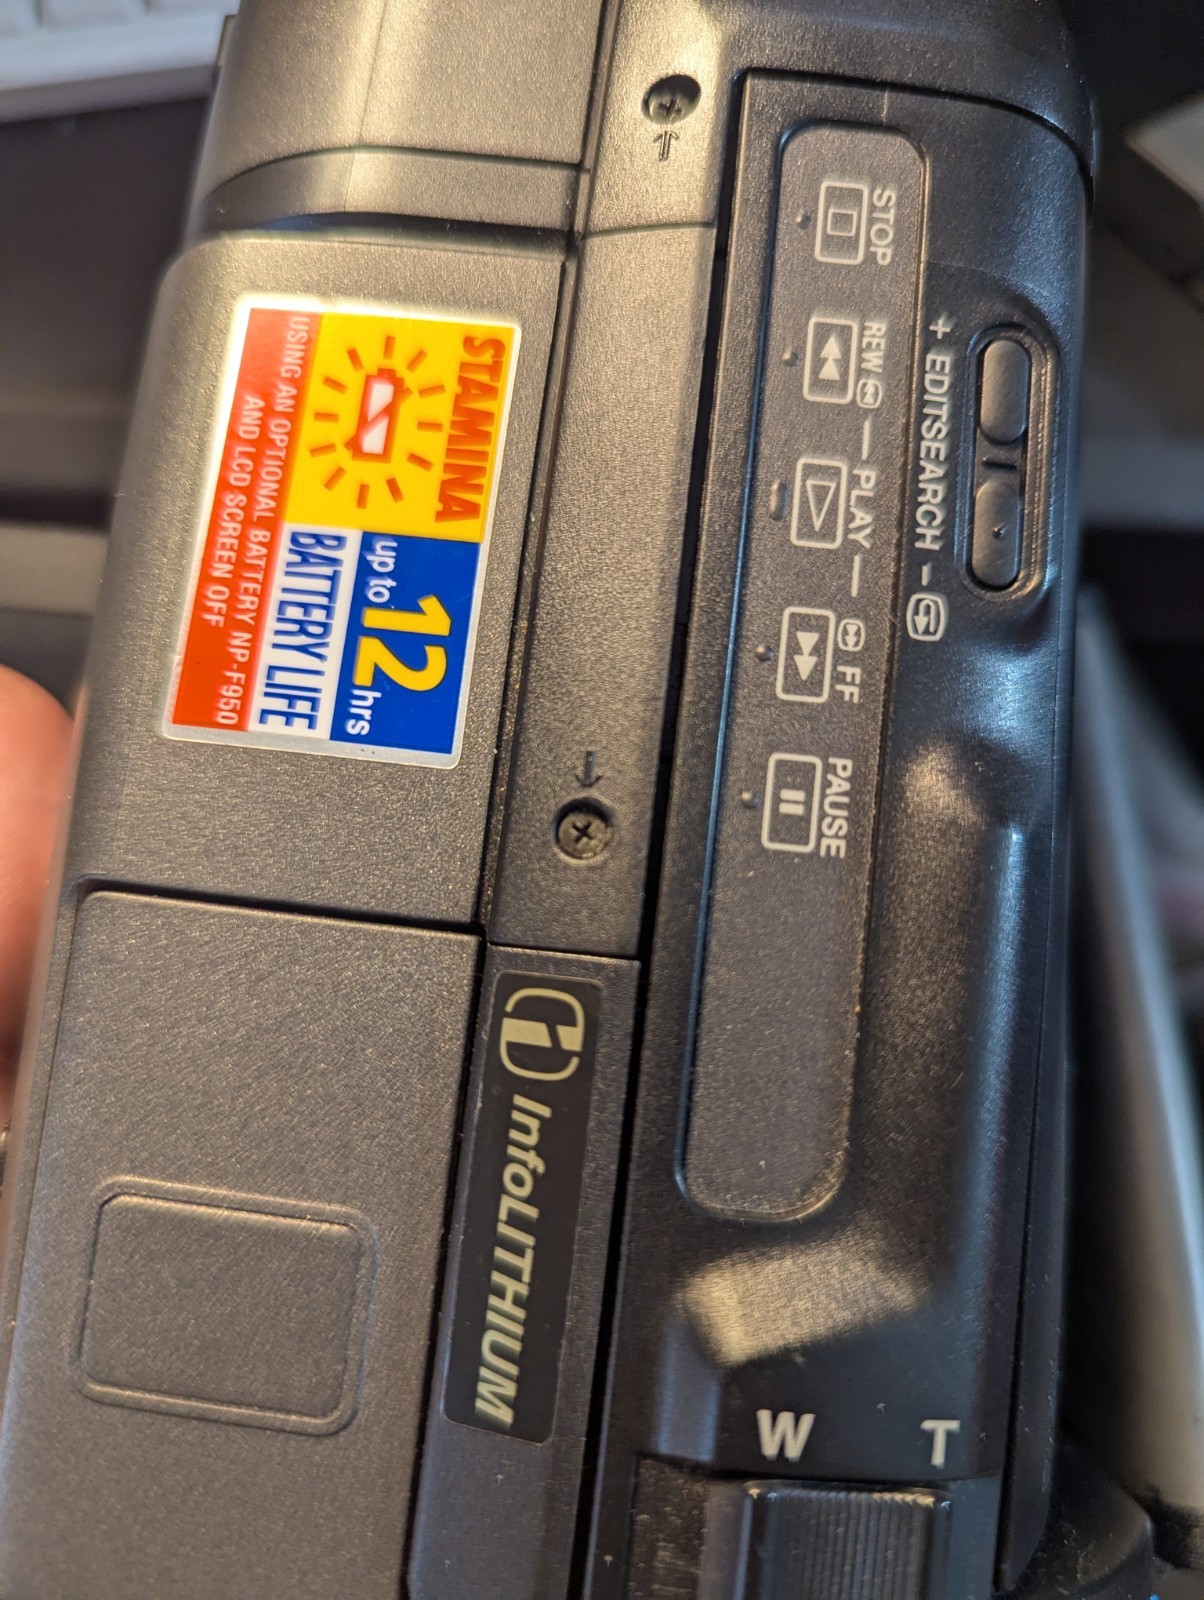 STOP
REW
PLAY
FF
PAUSE
+ EDITSEARCH -
STAMINA
up to 12 hrs
BATTERY LIFE
USING AN OPTIONAL BATTERY NP-F950
AND LCD SCREEN OFF
InfoLITHIUM
W T